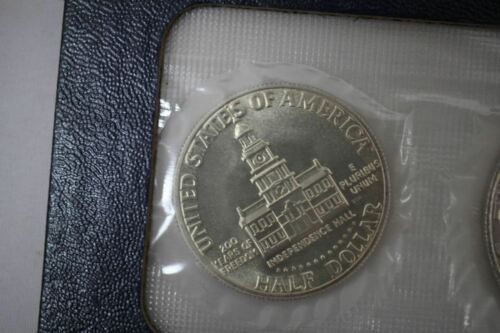 UNITED STATES OF AMERICA
E
PLURIBUS
UNUM
200
YEARS OF
FREEDOM
INDEPENDENCE HALL
HALF DOLLAR